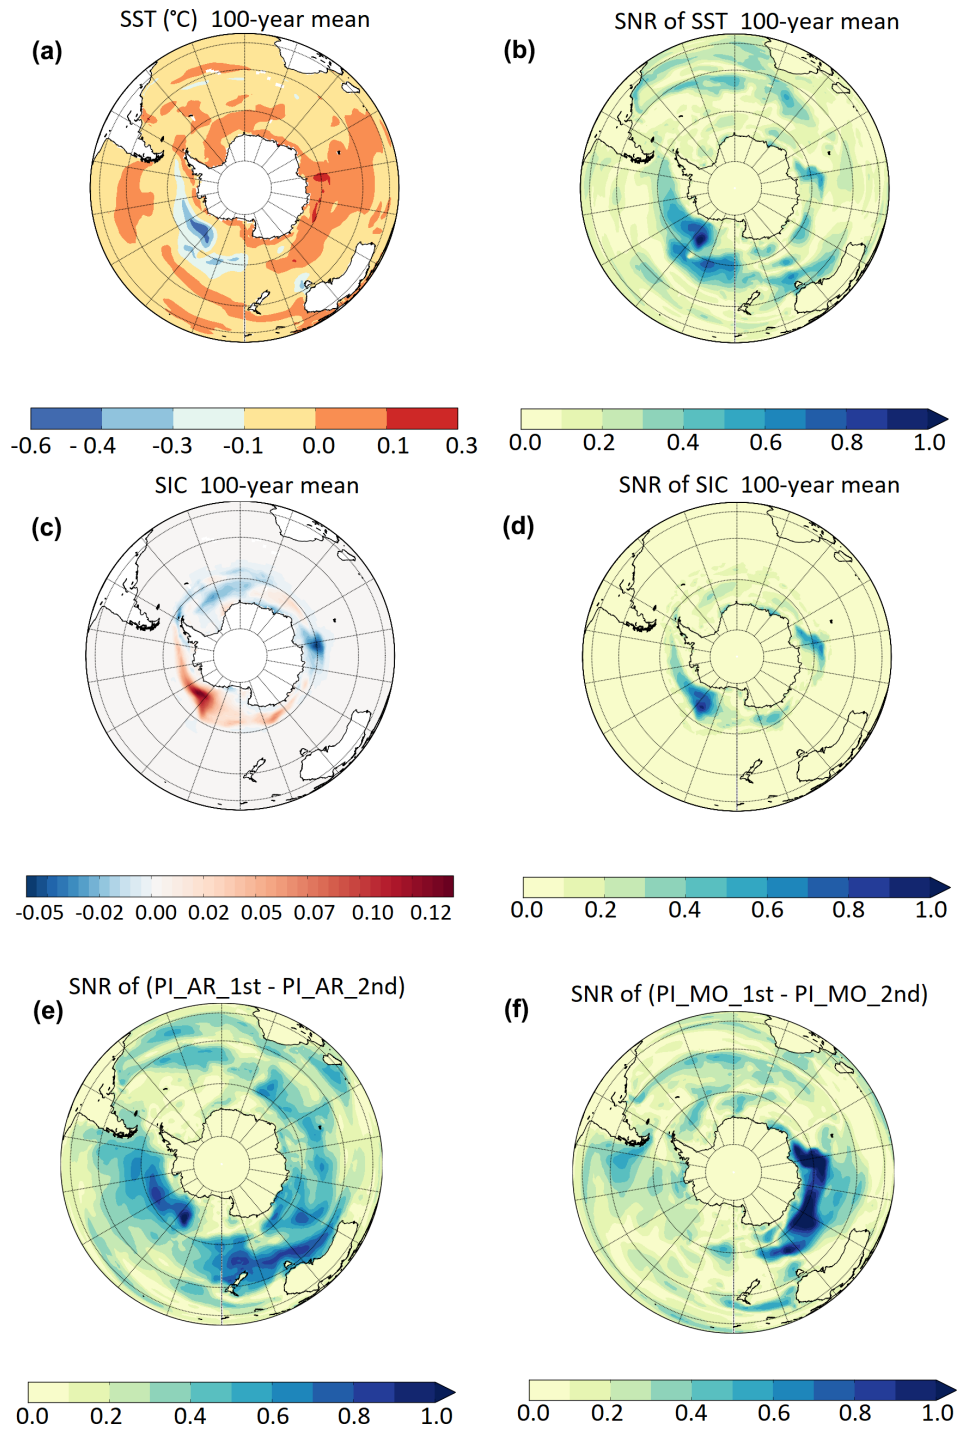 SST (°C)  100-year mean
SNR of SST  100-year mean
(a)
(b)
-0.6 -0.4 -0.3 -0.1 0.0 0.1 0.3
0.0 0.2 0.4 0.6 0.8 1.0
SIC  100-year mean
SNR of SIC  100-year mean
(c)
(d)
-0.05 -0.02 0.00 0.02 0.05 0.07 0.10 0.12
0.0 0.2 0.4 0.6 0.8 1.0
SNR of (PI_AR_1st - PI_AR_2nd)
SNR of (PI_MO_1st - PI_MO_2nd)
(e)
(f)
0.0 0.2 0.4 0.6 0.8 1.0
0.0 0.2 0.4 0.6 0.8 1.0